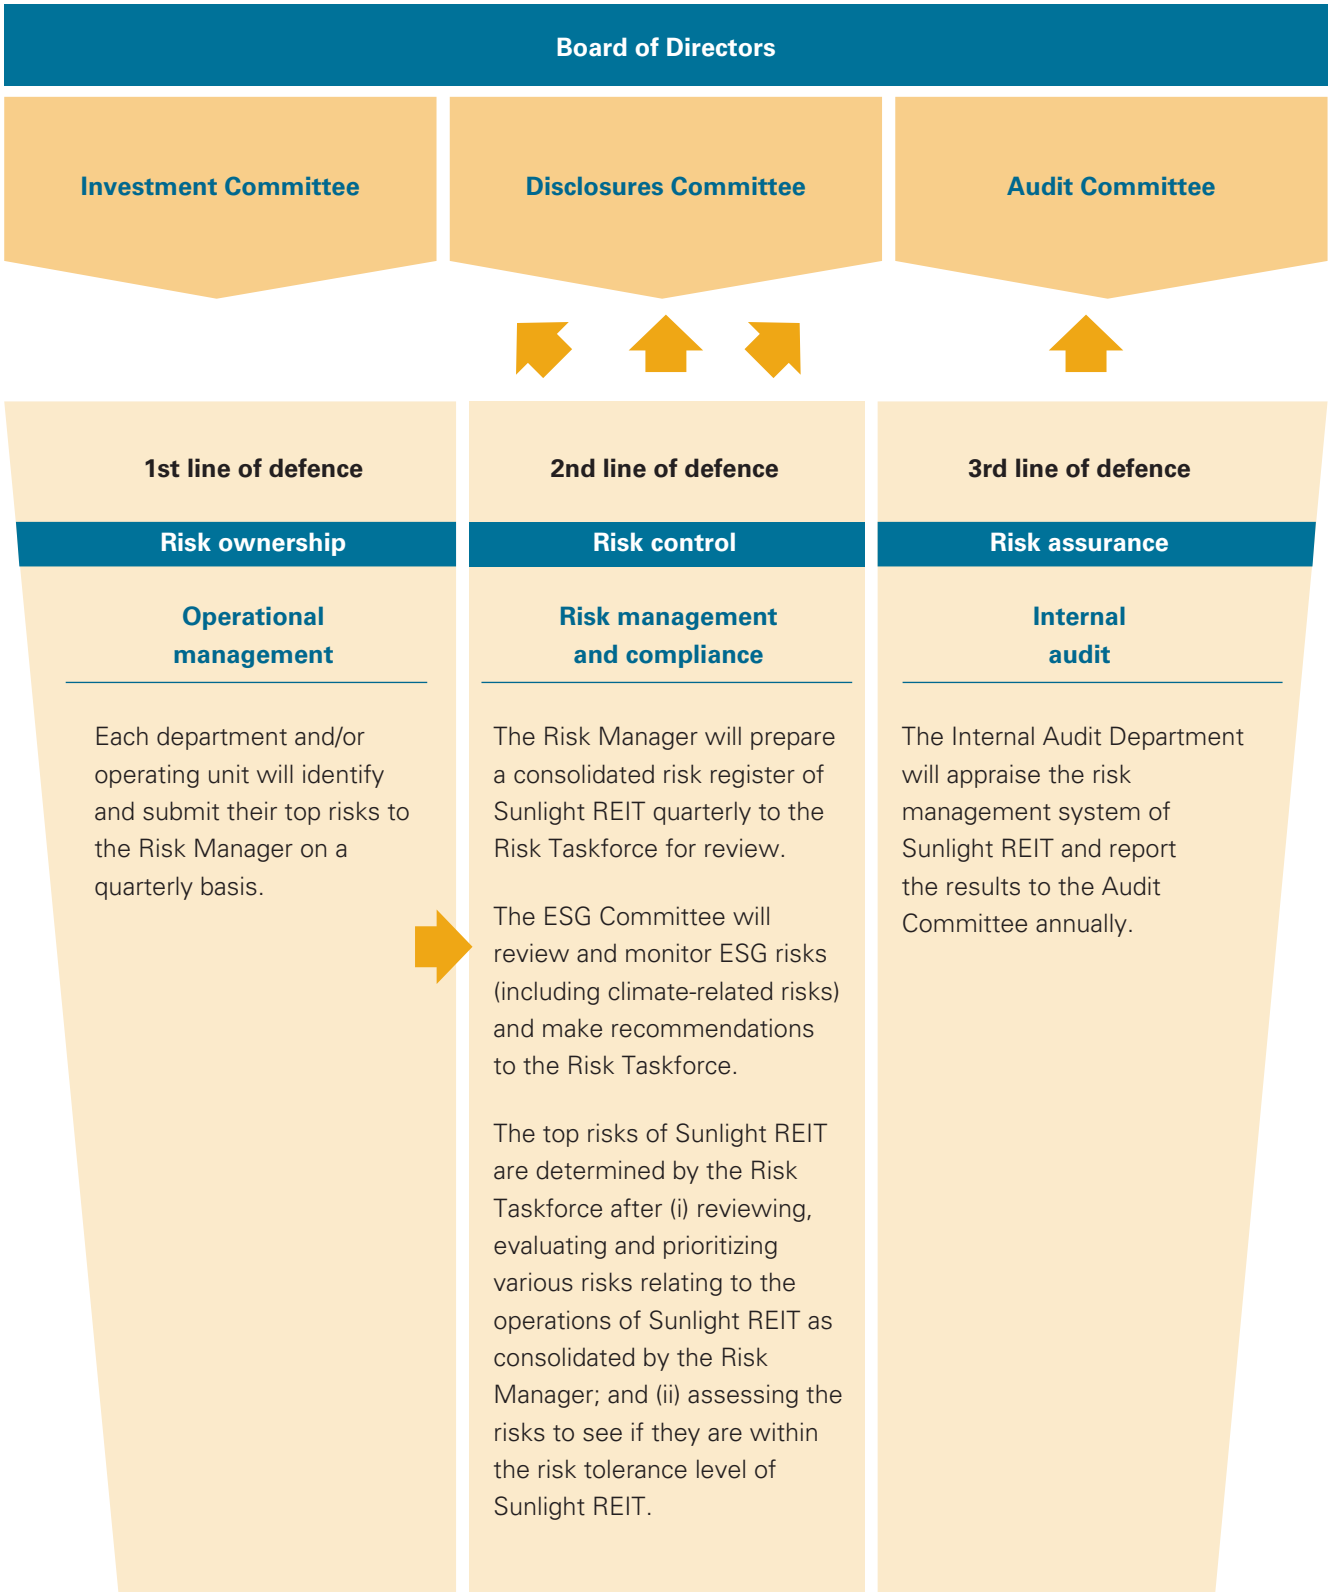 Board of Directors
Investment Committee
Disclosures Committee
Audit Committee
1st line of defence
Risk ownership
Operational
management
Each department and/or
operating unit will identify
and submit their top risks to
the Risk Manager on a
quarterly basis.
2nd line of defence
Risk control
Risk management
and compliance
The Risk Manager will prepare
a consolidated risk register of
Sunlight REIT quarterly to the
Risk Taskforce for review.
The ESG Committee will
review and monitor ESG risks
(including climate-related risks)
and make recommendations
to the Risk Taskforce.
The top risks of Sunlight REIT
are determined by the Risk
Taskforce after (i) reviewing,
evaluating and prioritizing
various risks relating to the
operations of Sunlight REIT as
consolidated by the Risk
Manager; and (ii) assessing the
risks to see if they are within
the risk tolerance level of
Sunlight REIT.
3rd line of defence
Risk assurance
Internal
audit
The Internal Audit Department
will appraise the risk
management system of
Sunlight REIT and report
the results to the Audit
Committee annually.